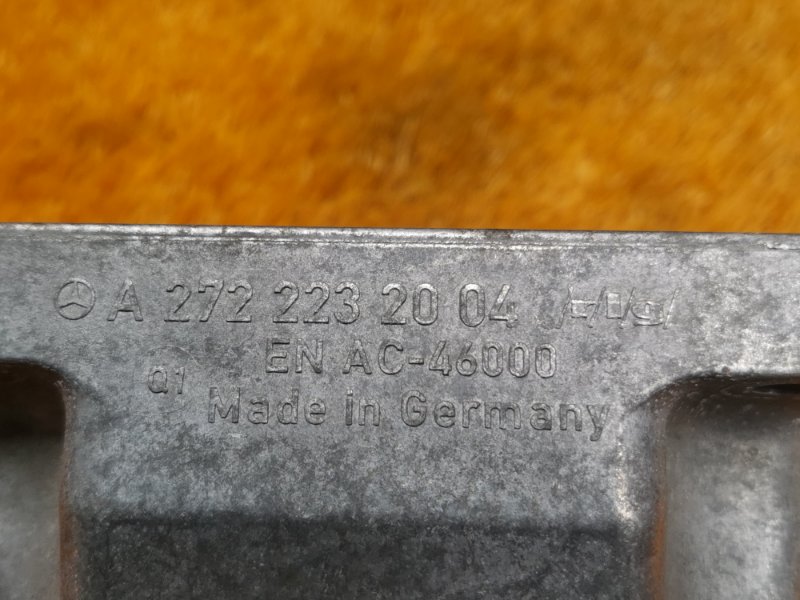 A 272 223 20 04
EN AC-46000
Q1
Made in Germany